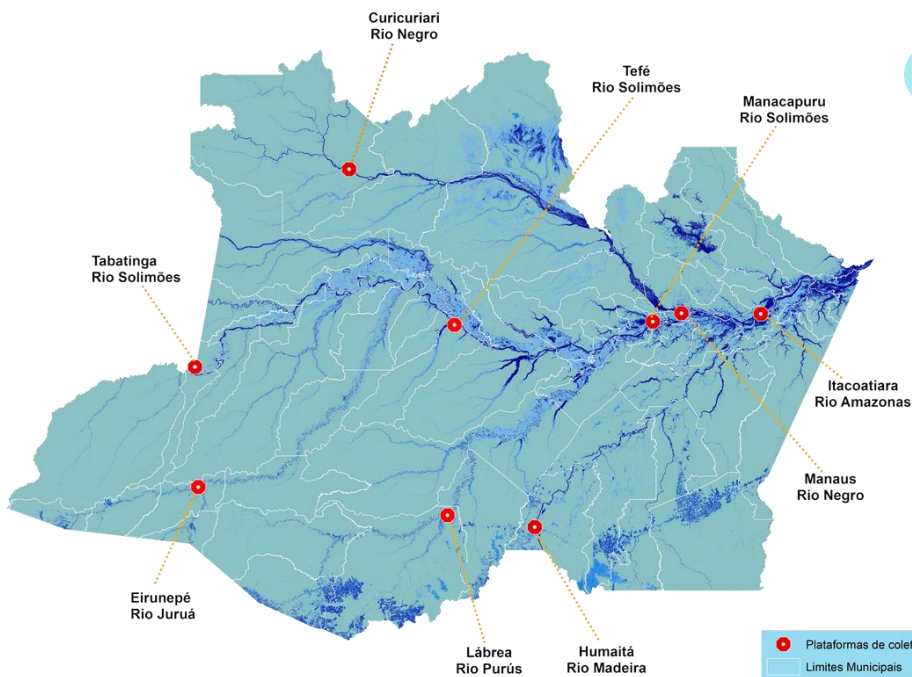 Curicuriari
Rio Negro
Tefé
Rio Solimões
Manacapuru
Rio Solimões
Tabatinga
Rio Solimões
Itacoatiara
Rio Amazonas
Manaus
Rio Negro
Eirunepé
Rio Juruá
Lábrea
Rio Purús
Humaitá
Rio Madeira
Plataformas de colet
Limites Municipais